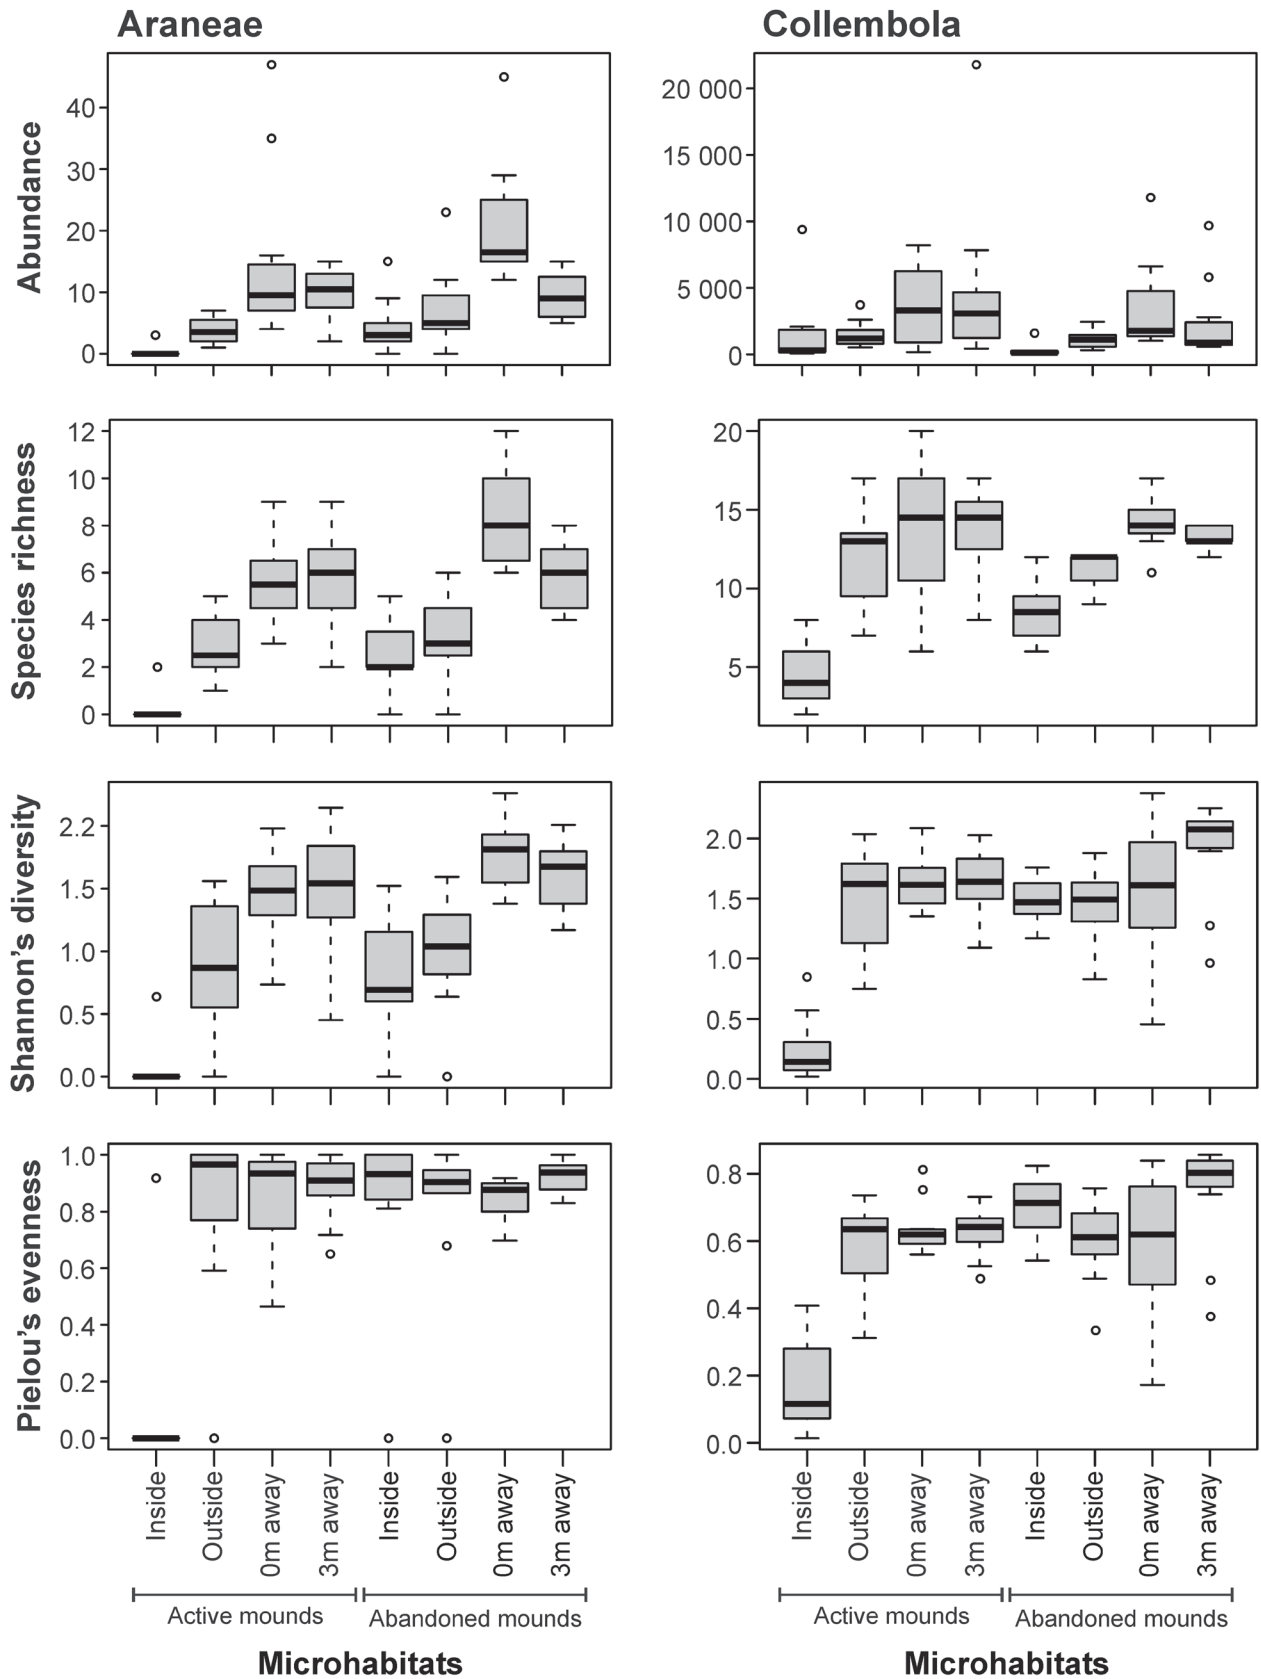 Araneae
Collembola
Abundance
40
30
20
10
0
20 000
15 000
10 000
5 000
0
Species richness
12
10
8
6
4
2
0
20
15
10
5
Shannon's diversity
2.2
1.5
1.0
0.5
0.0
2.0
1.5
1.0
0.5
0.0
Pielou's evenness
1.0
0.8
0.6
0.4
0.2
0.0
0.8
0.6
0.4
0.2
0.0
Inside
Outside
0m away
3m away
Inside
Outside
0m away
3m away
Inside
Outside
0m away
3m away
Inside
Outside
0m away
3m away
Active mounds
Abandoned mounds
Active mounds
Abandoned mounds
Microhabitats
Microhabitats